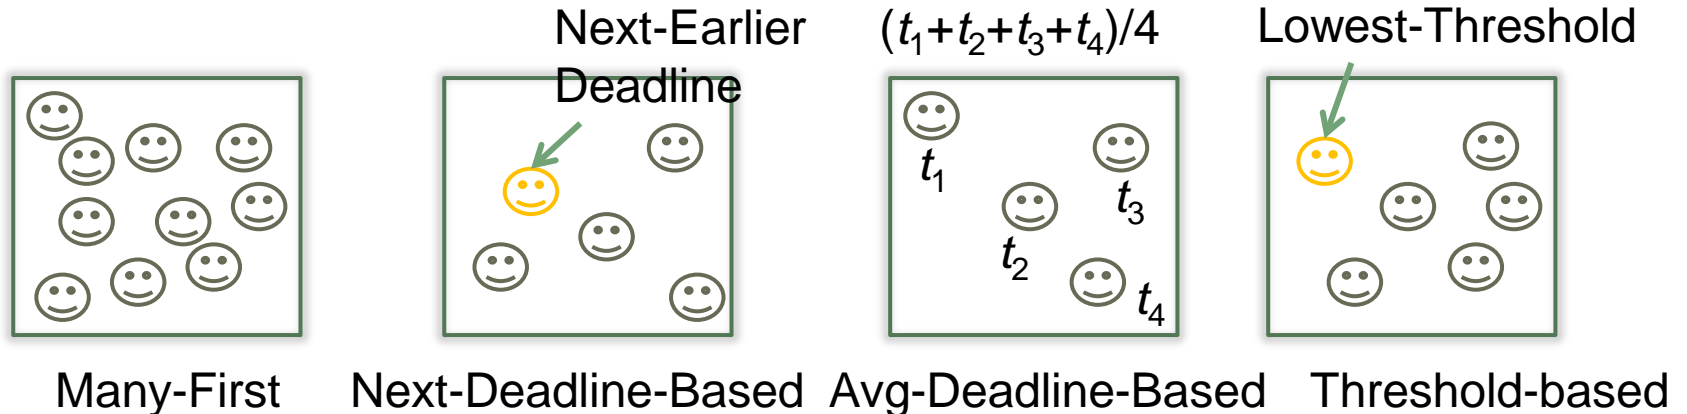 Next-Earlier
Deadline
(t₁+t₂+t₃+t₄)/4
Lowest-Threshold
t₁
t₂
t₃
t₄
Many-First
Next-Deadline-Based
Avg-Deadline-Based
Threshold-based